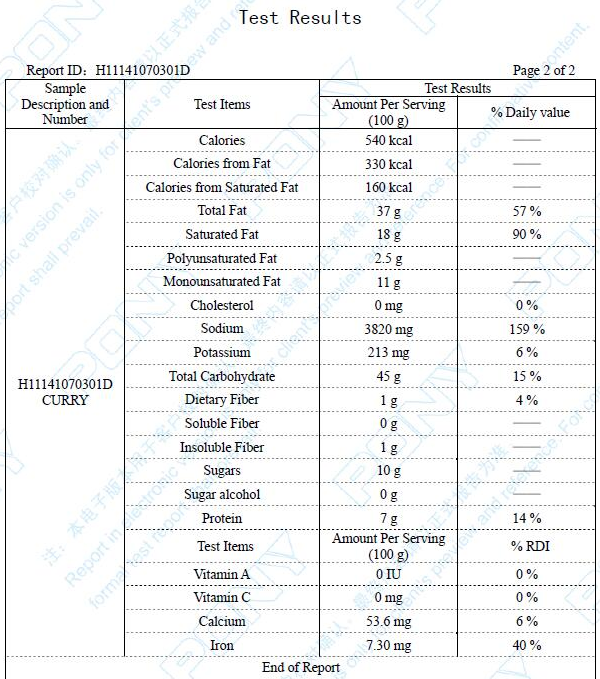 Test Results
Report ID：H11141070301D Page 2 of 2
Sample Description and Number Test Items Test Results
Amount Per Serving (100 g) % Daily value
H11141070301D CURRY
Calories 540 kcal ——
Calories from Fat 330 kcal ——
Calories from Saturated Fat 160 kcal ——
Total Fat 37 g 57 %
Saturated Fat 18 g 90 %
Polyunsaturated Fat 2.5 g ——
Monounsaturated Fat 11 g ——
Cholesterol 0 mg 0 %
Sodium 3820 mg 159 %
Potassium 213 mg 6 %
Total Carbohydrate 45 g 15 %
Dietary Fiber 1 g 4 %
Soluble Fiber 0 g ——
Insoluble Fiber 1 g ——
Sugars 10 g ——
Sugar alcohol 0 g ——
Protein 7 g 14 %
Test Items Amount Per Serving (100 g) % RDI
Vitamin A 0 IU 0 %
Vitamin C 0 mg 0 %
Calcium 53.6 mg 6 %
Iron 7.30 mg 40 %
End of Report
PONY